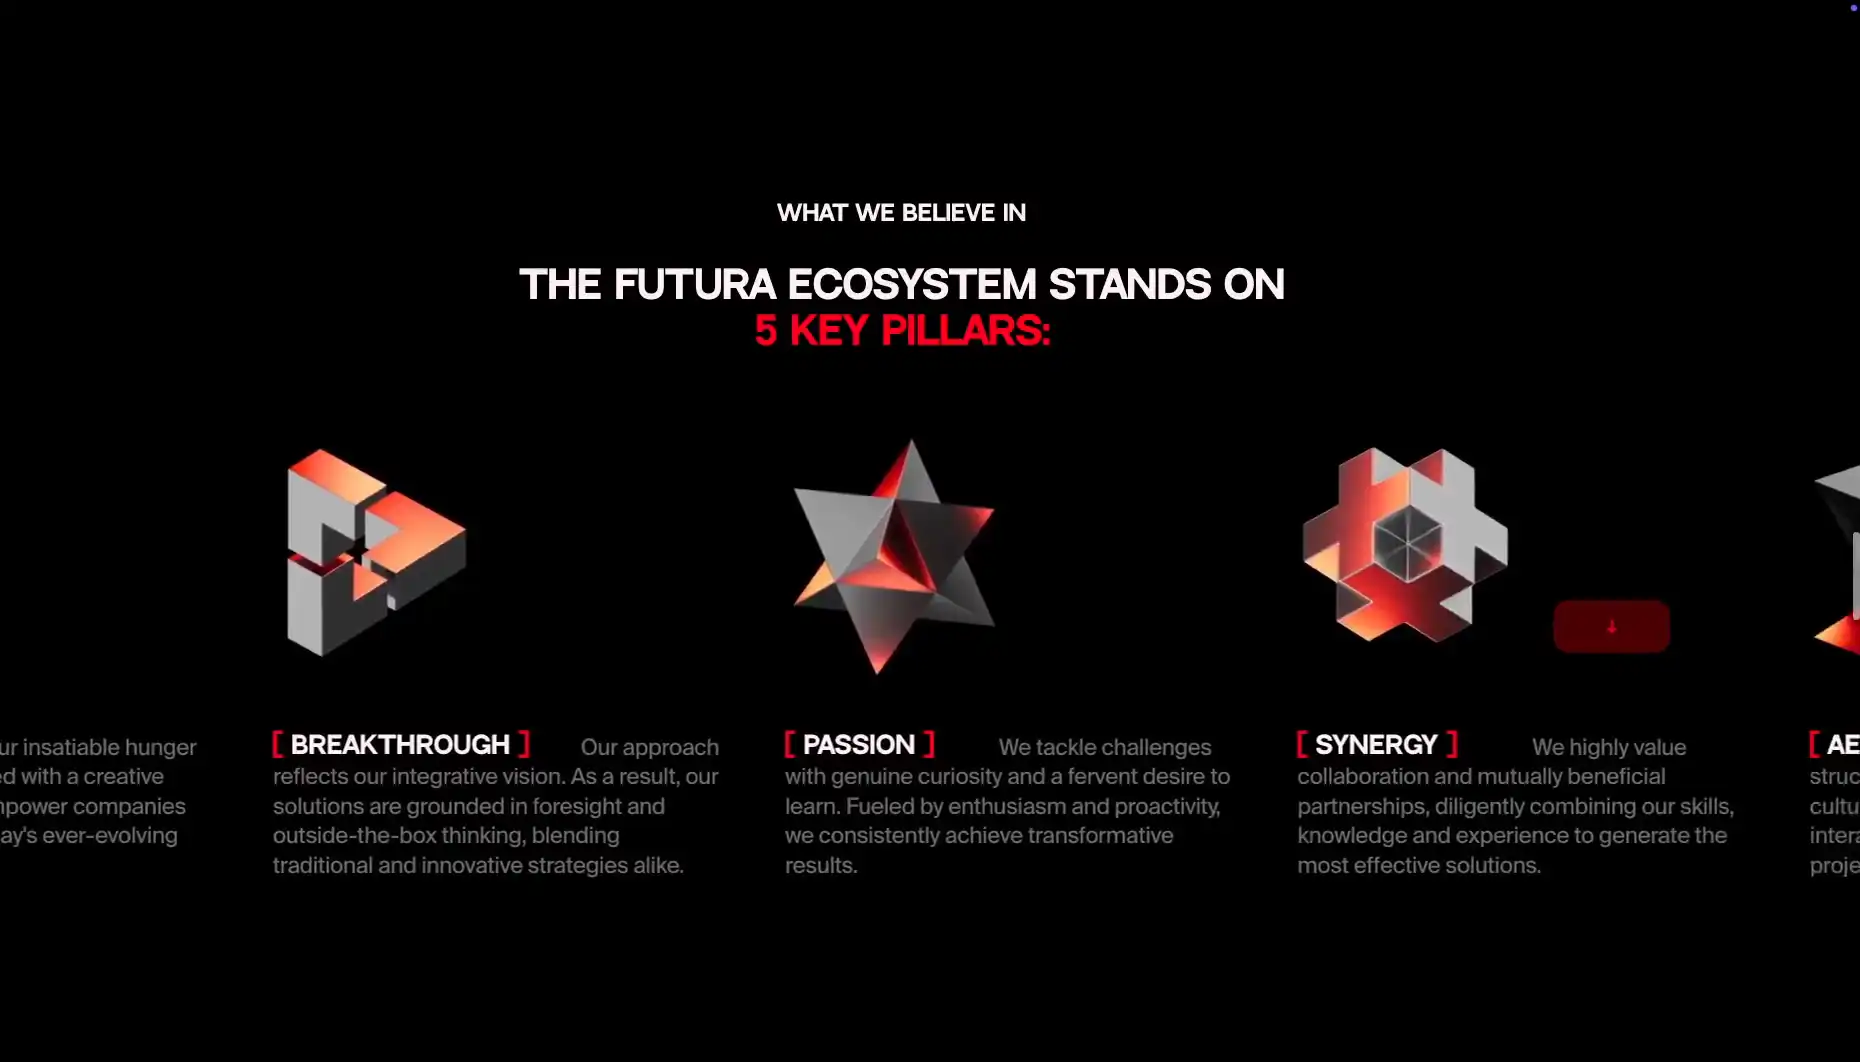 WHAT WE BELIEVE IN
THE FUTURA ECOSYSTEM STANDS ON
5 KEY PILLARS:
ur insatiable hunger
ed with a creative
mpower companies
ay's ever-evolving
[ BREAKTHROUGH ] Our approach
reflects our integrative vision. As a result, our
solutions are grounded in foresight and
outside-the-box thinking, blending
traditional and innovative strategies alike.
[ PASSION ] We tackle challenges
with genuine curiosity and a fervent desire to
learn. Fueled by enthusiasm and proactivity,
we consistently achieve transformative
results.
[ SYNERGY ] We highly value
collaboration and mutually beneficial
partnerships, diligently combining our skills,
knowledge and experience to generate the
most effective solutions.
[ AE
struc
cultu
intera
proje